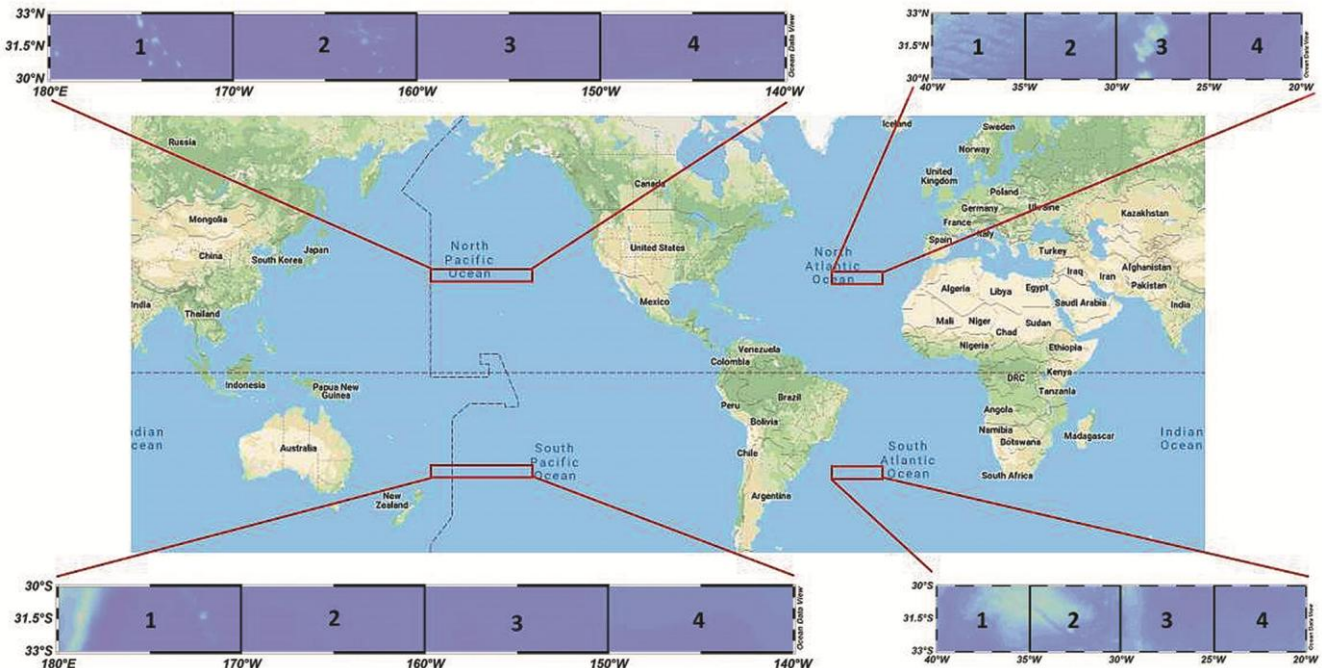 33°N
31.5°N
30°N
1 2 3 4
Ocean Data View
180°E 170°W 160°W 150°W 140°W
33°N
31.5°N
30°N
1 2 3 4
Ocean Data View
40°W 35°W 30°W 25°W 20°W
Iceland
Sweden
Russia
Norway
United
Kingdom
Canada
Poland
Germany
Ukraine
France
Kazakhstan
Mongolia
Italy
Spain
North
Pacific
Ocean
United States
North
Atlantic
Ocean
Japan
China
South Korea
Turkey
Afghanistan
Iraq
Iran
Pakistan
Algeria
Libya
Egypt
Saudi Arabia
India
India
Mexico
Thailand
Mali
Niger
Chad
Sudan
Nigeria
Ethiopia
Venezuela
Colombia
Indonesia
Papua New
Guinea
DRC
Kenya
Tanzania
Peru
Brazil
Angola
Bolivia
Namibia
Botswana
Madagascar
ndian
cean
Indian
Ocean
Australia
Chile
South
Pacific
Ocean
South
Atlantic
Ocean
South Africa
New
Zealand
Argentina
30°S
31.5°S
33°S
1 2 3 4
Ocean Data View
180°E 170°W 160°W 150°W 140°W
30°S
31.5°S
33°S
1 2 3 4
Ocean Data View
40°W 35°W 30°W 25°W 20°W